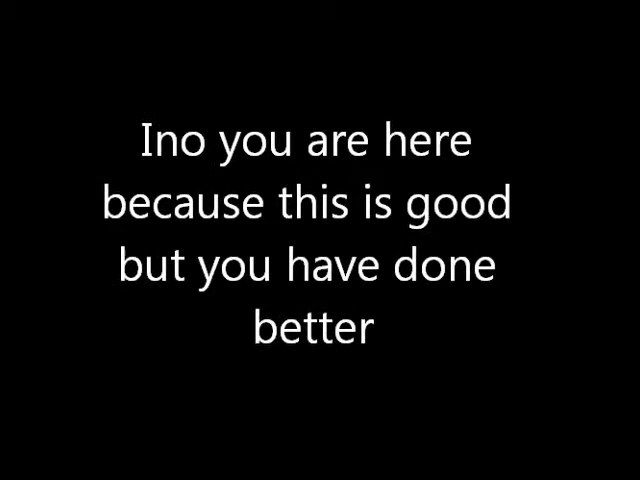 Ino you are here
because this is good
but you have done
better